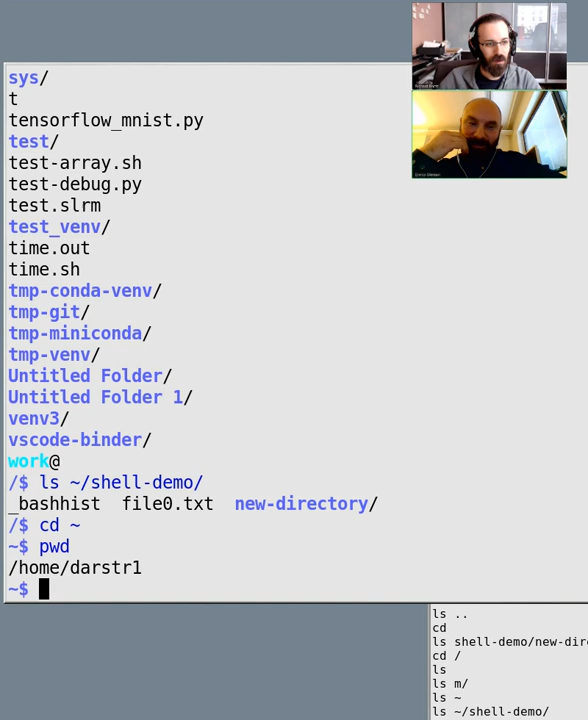 sys/
t
tensorflow_mnist.py
test/
test-array.sh
test-debug.py
test.slrm
test_venv/
time.out
time.sh
tmp-conda-venv/
tmp-git/
tmp-miniconda/
tmp-venv/
Untitled Folder/
Untitled Folder 1/
venv3/
vscode-binder/
work@
/$ ls ~/shell-demo/
_bashhist  file0.txt  new-directory/
/$ cd ~
~$ pwd
/home/darstr1
~$
ls ..
cd
ls shell-demo/new-dire
cd /
ls
ls m/
ls ~
ls ~/shell-demo/